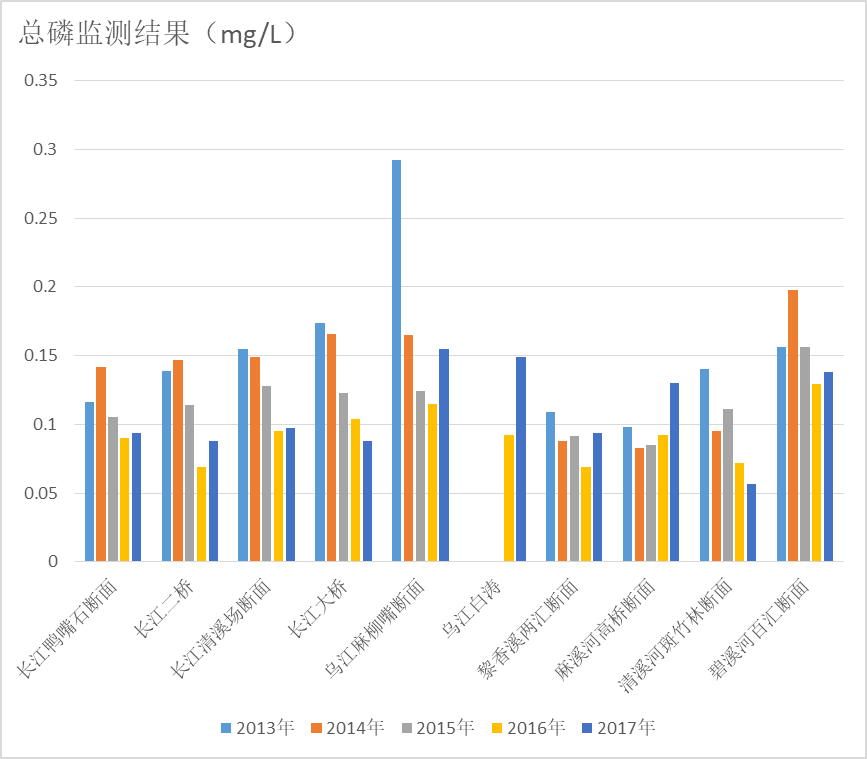 总磷监测结果（mg/L）
0.35
0.3
0.25
0.2
0.15
0.1
0.05
0
长江鸭嘴石断面
长江二桥
长江清溪场断面
长江大桥
乌江麻柳嘴断面
乌江白涛
黎香溪两汇断面
麻溪河高桥断面
清溪河斑竹林断面
碧溪河百汇断面
2013年 2014年 2015年 2016年 2017年